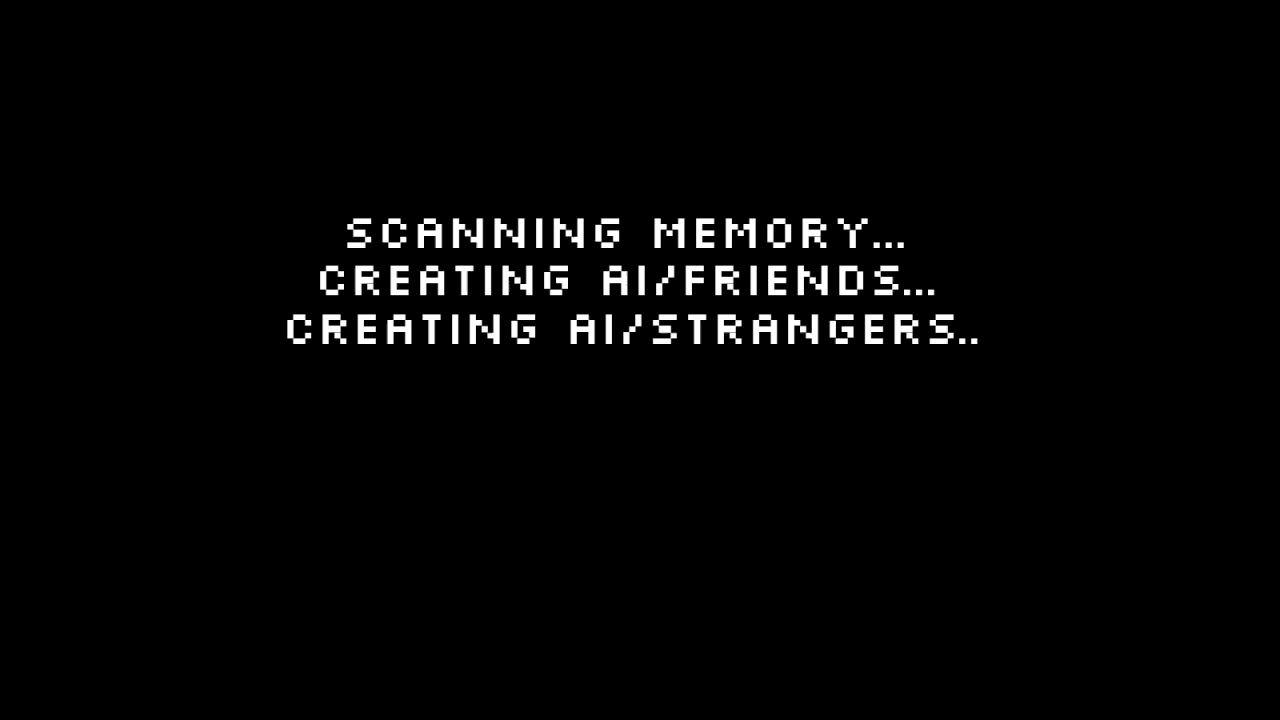 SCANNING MEMORY...
CREATING AI/FRIENDS...
CREATING AI/STRANGERS..